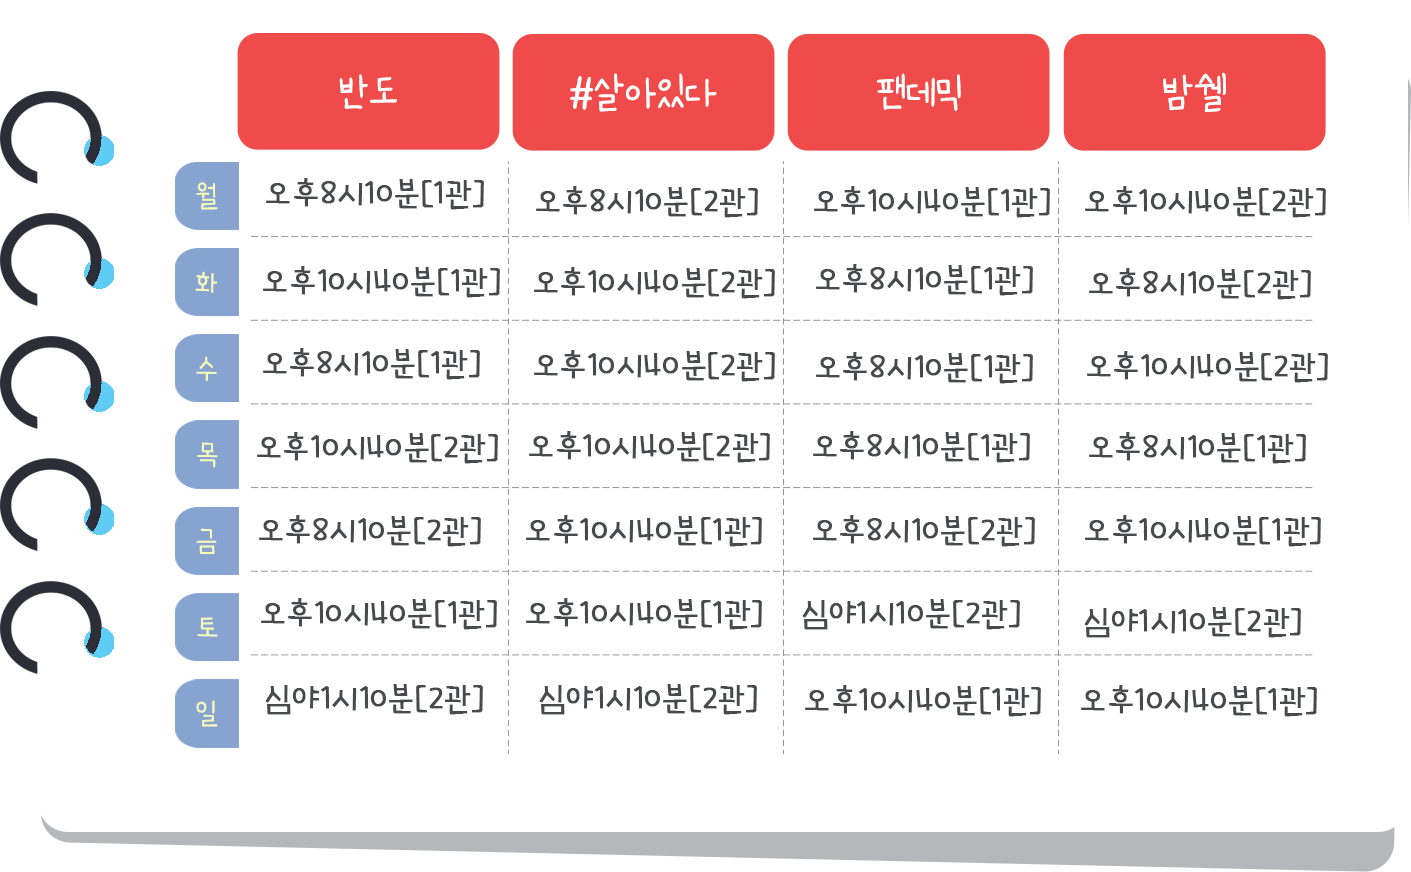 반도 #살아있다 팬데믹 밤쉘
월 오후8시10분[1관] 오후8시10분[2관] 오후10시40분[1관] 오후10시40분[2관]
화 오후10시40분[1관] 오후10시40분[2관] 오후8시10분[1관] 오후8시10분[2관]
수 오후8시10분[1관] 오후10시40분[2관] 오후8시10분[1관] 오후10시40분[2관]
목 오후10시40분[2관] 오후10시40분[2관] 오후8시10분[1관] 오후8시10분[1관]
금 오후8시10분[2관] 오후10시40분[1관] 오후8시10분[2관] 오후10시40분[1관]
토 오후10시40분[1관] 오후10시40분[1관] 심야1시10분[2관] 심야1시10분[2관]
일 심야1시10분[2관] 심야1시10분[2관] 오후10시40분[1관] 오후10시40분[1관]